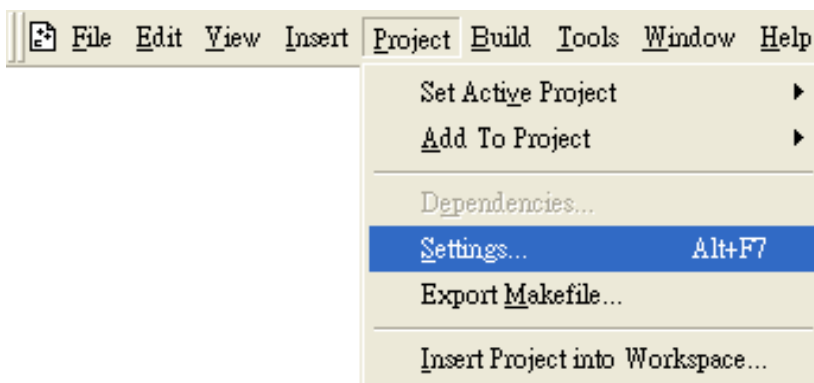 File Edit View Insert Project Build Tools Window Help
Set Active Project
Add To Project
Dependencies...
Settings... Alt+F7
Export Makefile...
Insert Project into Workspace...